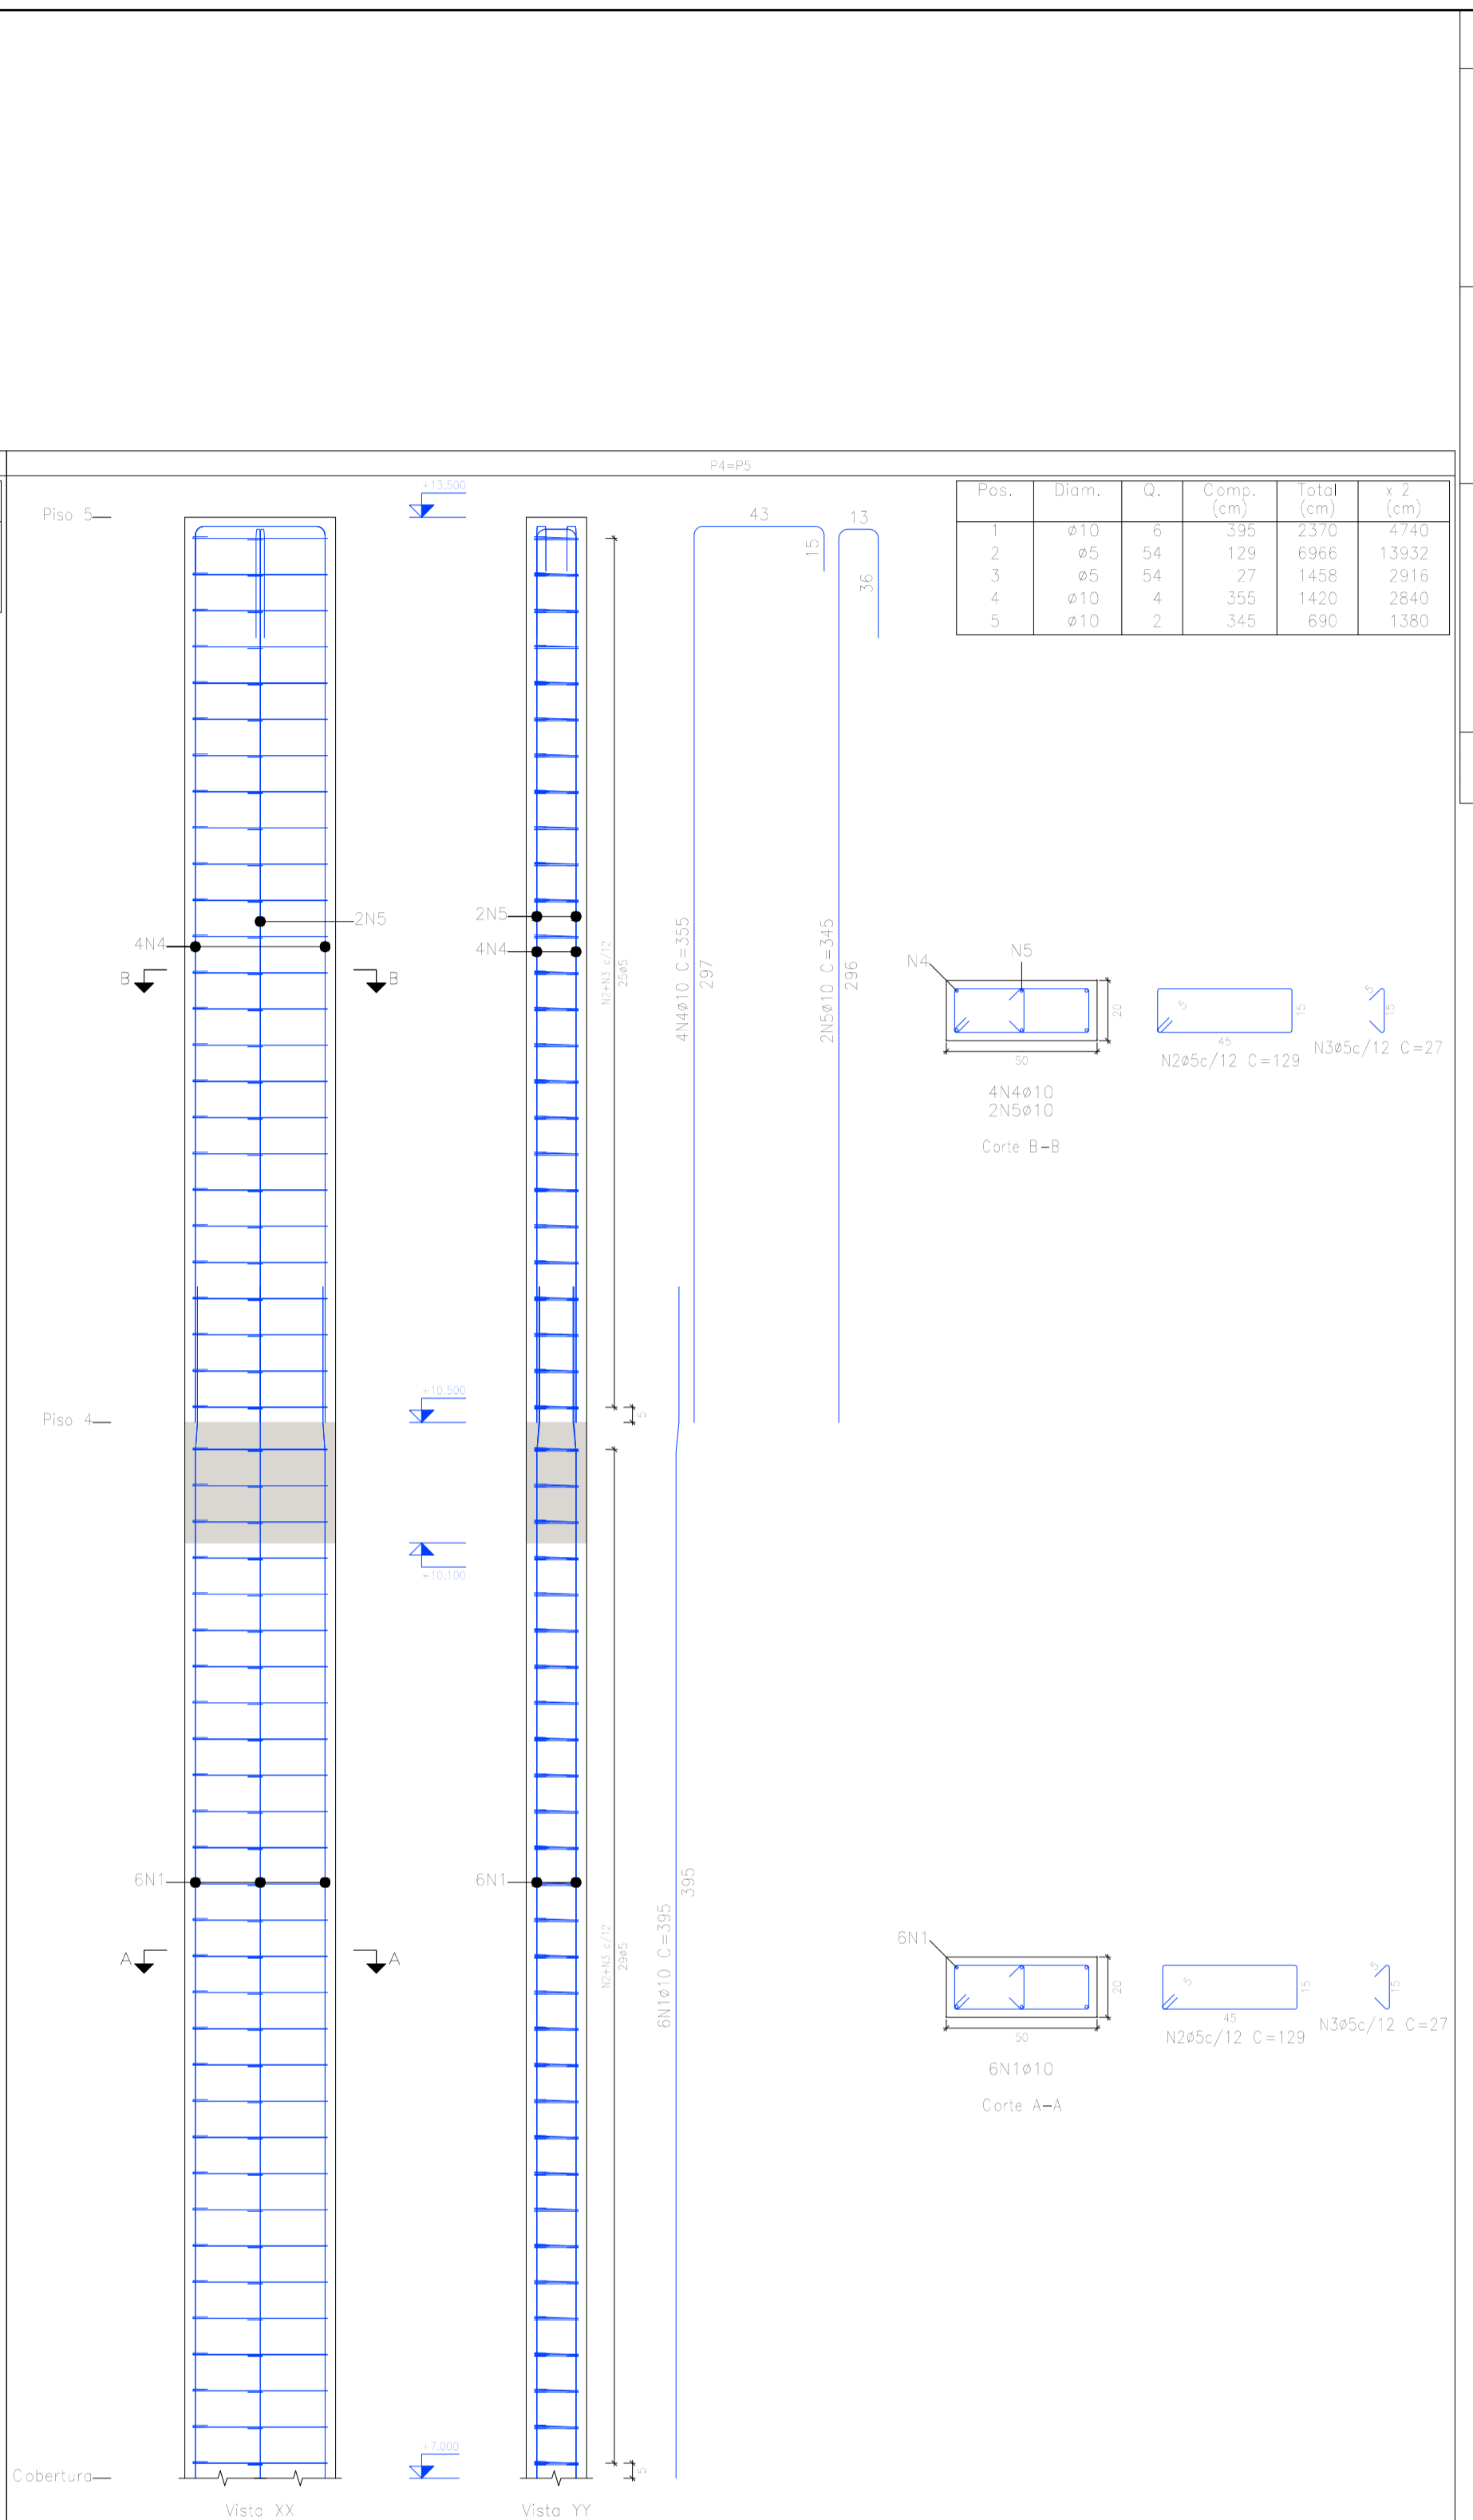 P4=P5
Piso 5
+13.500
43
15
13
36
Pos. Diam. Q. Comp. (cm) Total (cm) x 2 (cm)
1 ø10 6 395 2370 4740
2 ø5 54 129 6966 13932
3 ø5 54 27 1458 2916
4 ø10 4 355 1420 2840
5 ø10 2 345 690 1380
2N5
4N4
B B
2N5
4N4
N2+N3 c/12
25ø5
4N4ø10 C=355
297
2N5ø10 C=345
296
N4
N5
20
50
4N4ø10
2N5ø10
Corte B-B
5
15
45
N2ø5c/12 C=129
5
15
N3ø5c/12 C=27
Piso 4
+10.500
5
+10.100
6N1
6N1
A A
N2+N3 c/12
29ø5
6N1ø10 C=395
395
6N1
20
50
6N1ø10
Corte A-A
5
15
45
N2ø5c/12 C=129
5
15
N3ø5c/12 C=27
Cobertura
+7.000
5
Vista XX
Vista YY